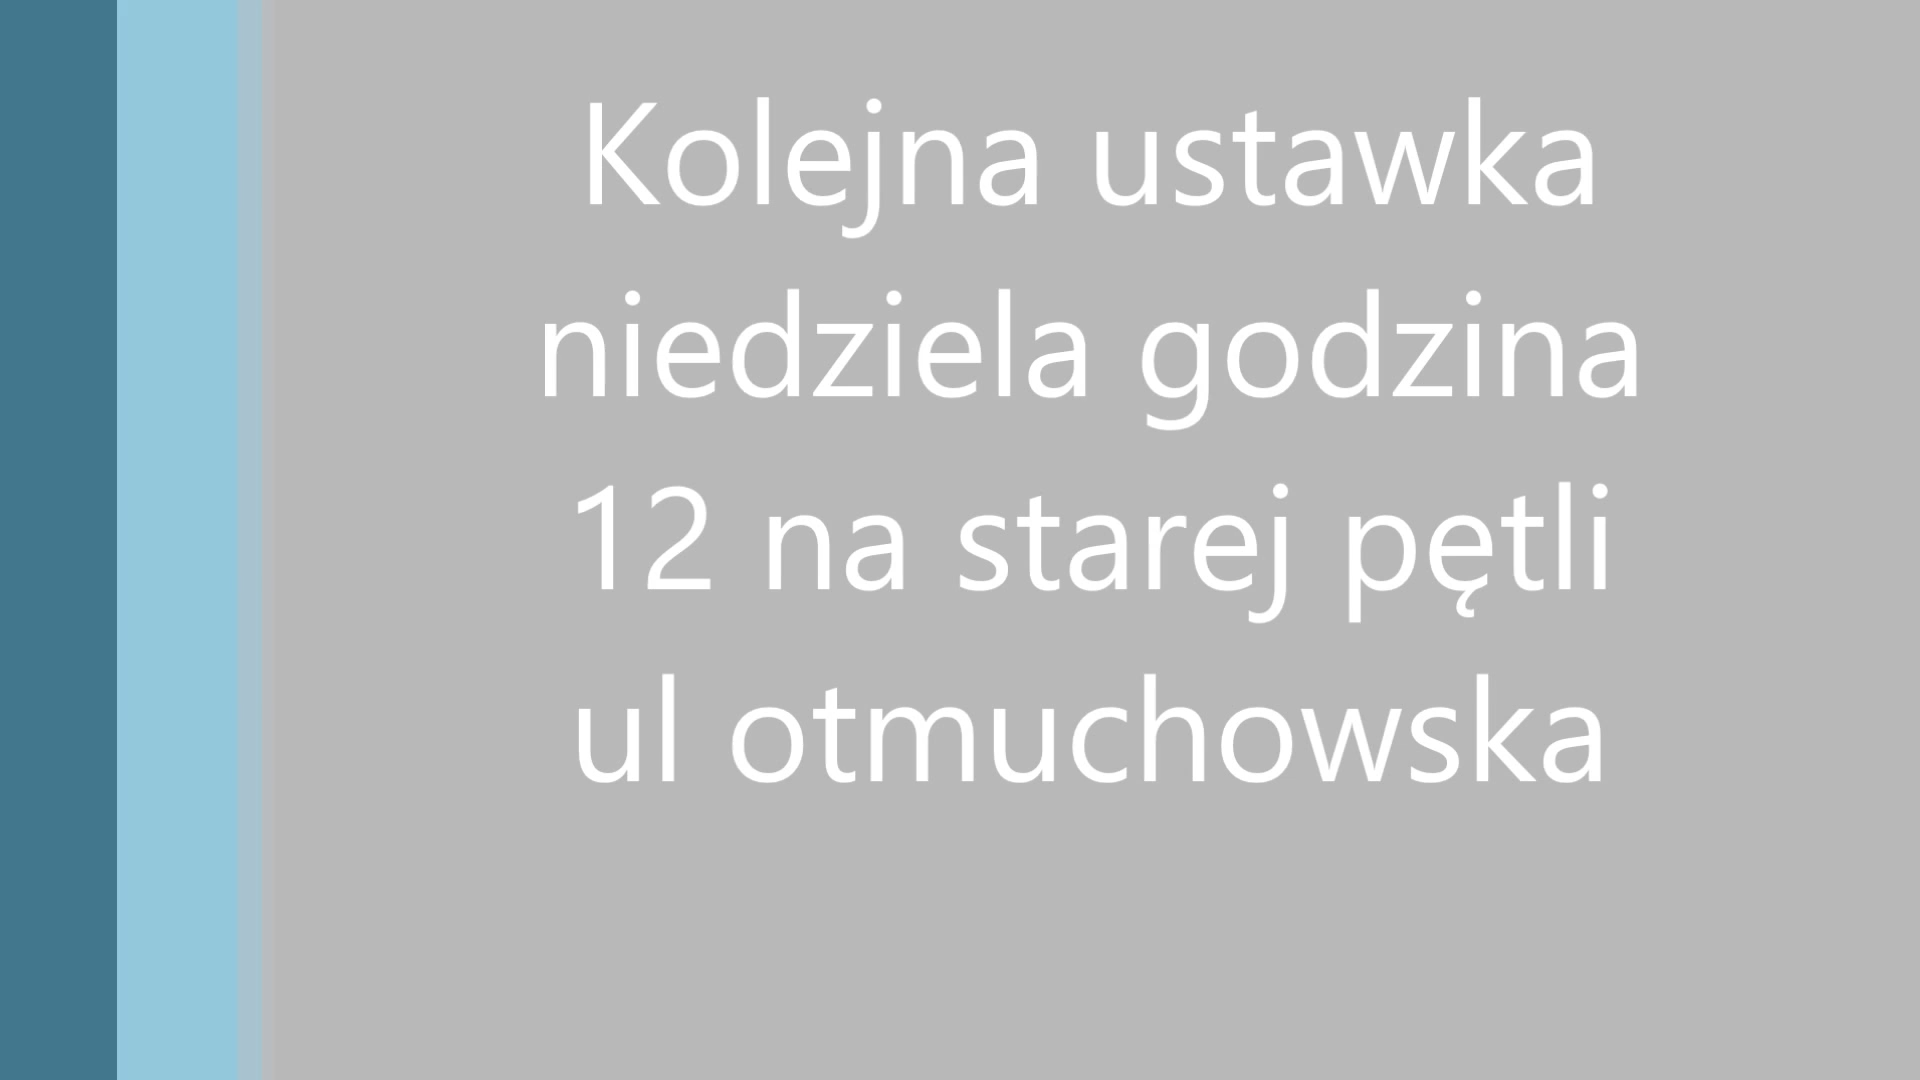 Kolejna ustawka
niedziela godzina
12 na starej pętli
ul otmuchowska